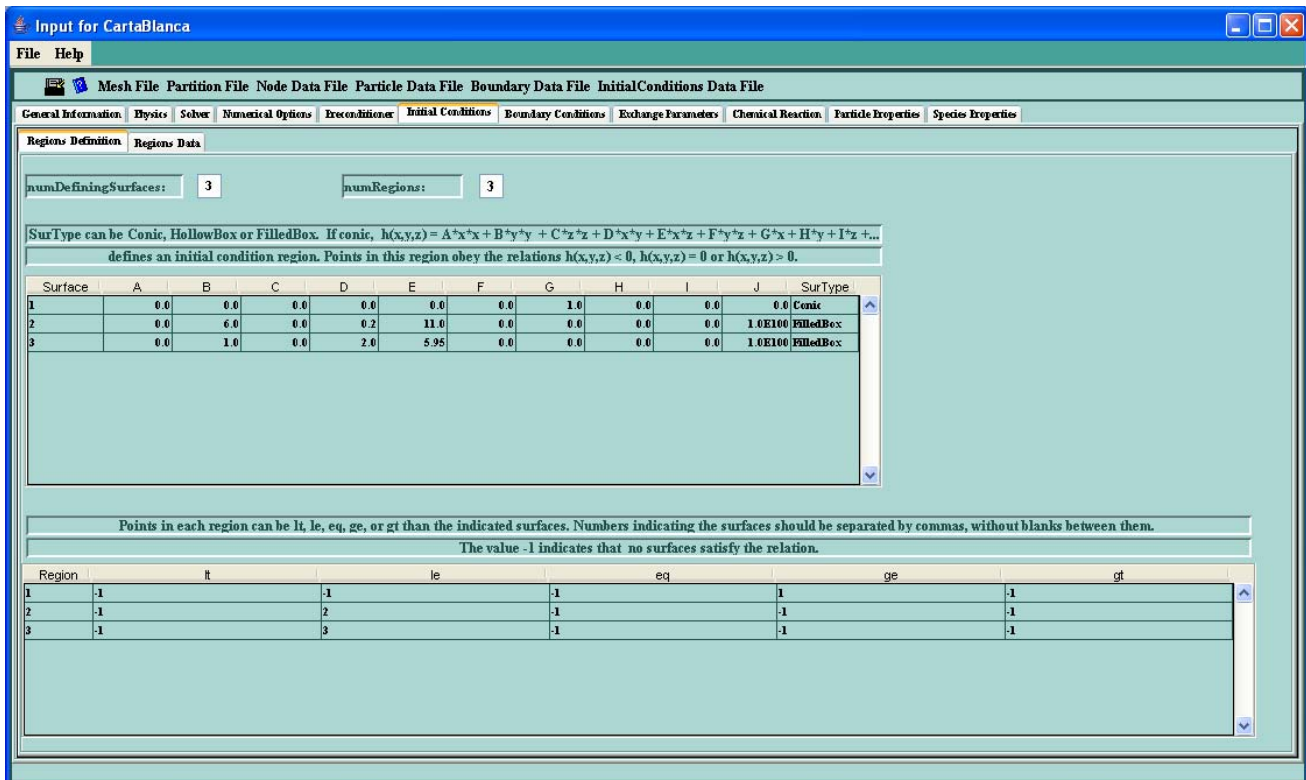 Input for CartaBlanca
File Help
Mesh File Partition File Node Data File Particle Data File Boundary Data File InitialConditions Data File
General Information Physics Solver Numerical Options Preconditioner Initial Conditions Boundary Conditions Exchange Parameters Chemical Reaction Particle Properties Species Properties
Regions Definition Regions Data
numDefiningSurfaces: 3 numRegions: 3
SurType can be Conic, HollowBox or FilledBox. If conic, h(x,y,z) = A*x*x + B*y*y + C*z*z + D*x*y + E*x*z + F*y*z + G*x + H*y + I*z +...
defines an initial condition region. Points in this region obey the relations h(x,y,z) < 0, h(x,y,z) = 0 or h(x,y,z) > 0.
Surface A B C D E F G H I J SurType
1 0.0 0.0 0.0 0.0 0.0 0.0 1.0 0.0 0.0 0.0 Conic
2 0.0 6.0 0.0 0.2 11.0 0.0 0.0 0.0 0.0 1.0E100 FilledBox
3 0.0 1.0 0.0 2.0 5.95 0.0 0.0 0.0 0.0 1.0E100 FilledBox
Points in each region can be lt, le, eq, ge, or gt than the indicated surfaces. Numbers indicating the surfaces should be separated by commas, without blanks between them.
The value -1 indicates that no surfaces satisfy the relation.
Region lt le eq ge gt
1 -1 -1 -1 1 -1
2 -1 2 -1 -1 -1
3 -1 3 -1 -1 -1